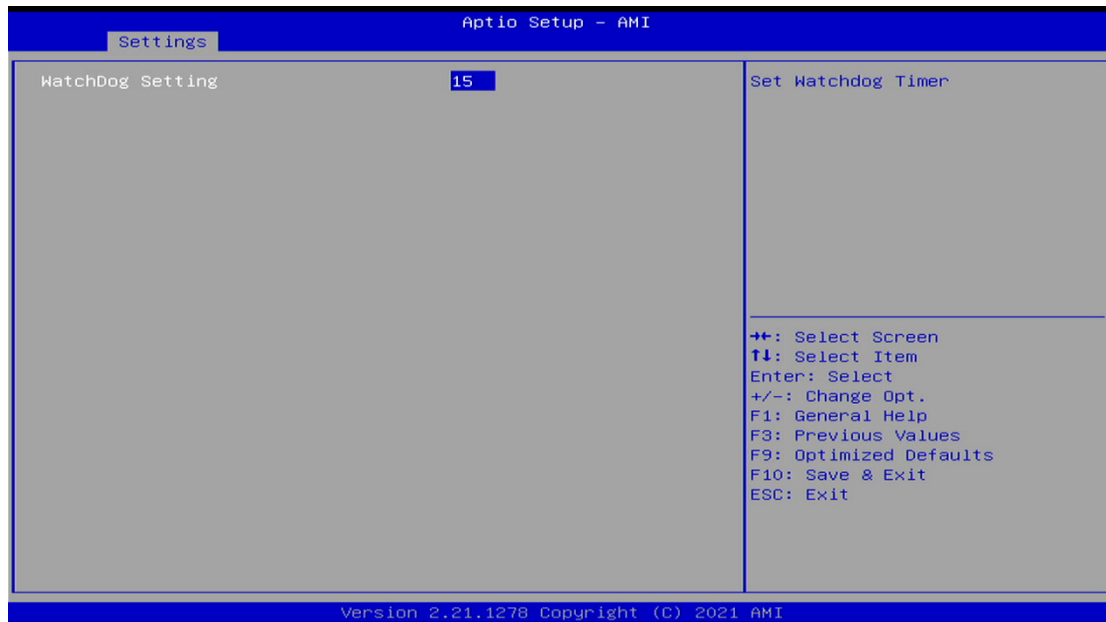 Aptio Setup – AMI
Settings
WatchDog Setting 15
Set Watchdog Timer
→←: Select Screen
↑↓: Select Item
Enter: Select
+/-: Change Opt.
F1: General Help
F3: Previous Values
F9: Optimized Defaults
F10: Save & Exit
ESC: Exit
Version 2.21.1278 Copyright (C) 2021 AMI